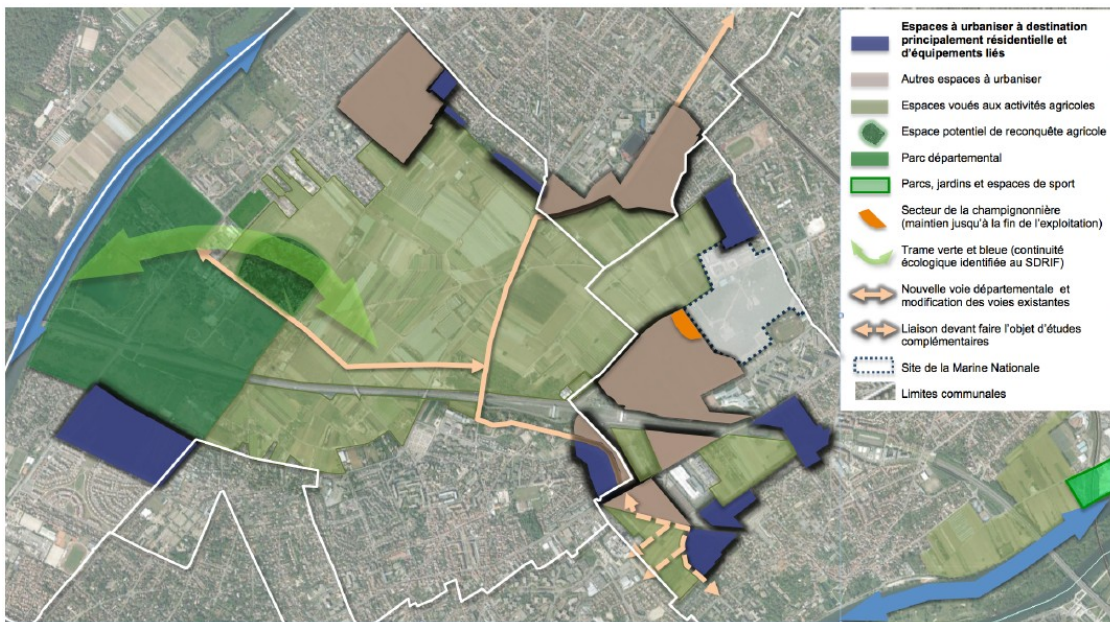 Espaces à urbaniser à destination
principalement résidentielle et
d'équipements liés
Autres espaces à urbaniser
Espaces voués aux activités agricoles
Espace potentiel de reconquête agricole
Parc départemental
Parcs, jardins et espaces de sport
Secteur de la champignonnière
(maintien jusqu'à la fin de l'exploitation)
Trame verte et bleue (continuité
écologique identifiée au SDRIF)
Nouvelle voie départementale et
modification des voies existantes
Liaison devant faire l'objet d'études
complémentaires
Site de la Marine Nationale
Limites communales